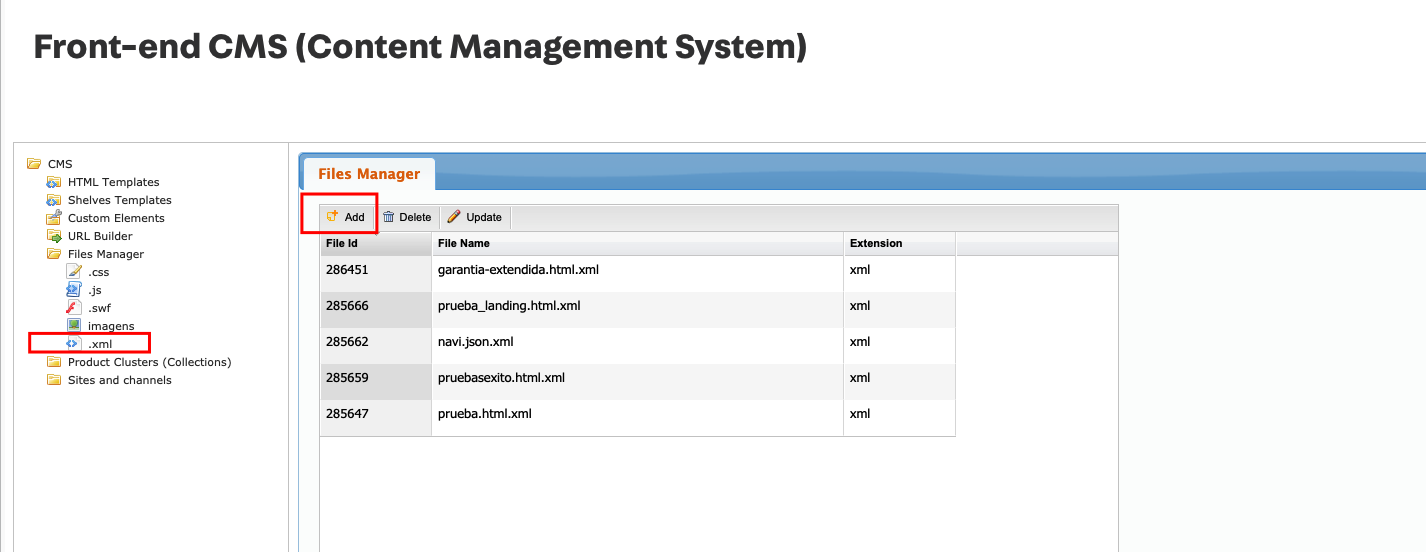 Front-end CMS (Content Management System)
CMS
HTML Templates
Shelves Templates
Custom Elements
URL Builder
Files Manager
.css
.js
.swf
imagens
.xml
Product Clusters (Collections)
Sites and channels
Files Manager
Add Delete Update
File Id File Name Extension
286451 garantia-extendida.html.xml xml
285666 prueba_landing.html.xml xml
285662 navi.json.xml xml
285659 pruebasexito.html.xml xml
285647 prueba.html.xml xml